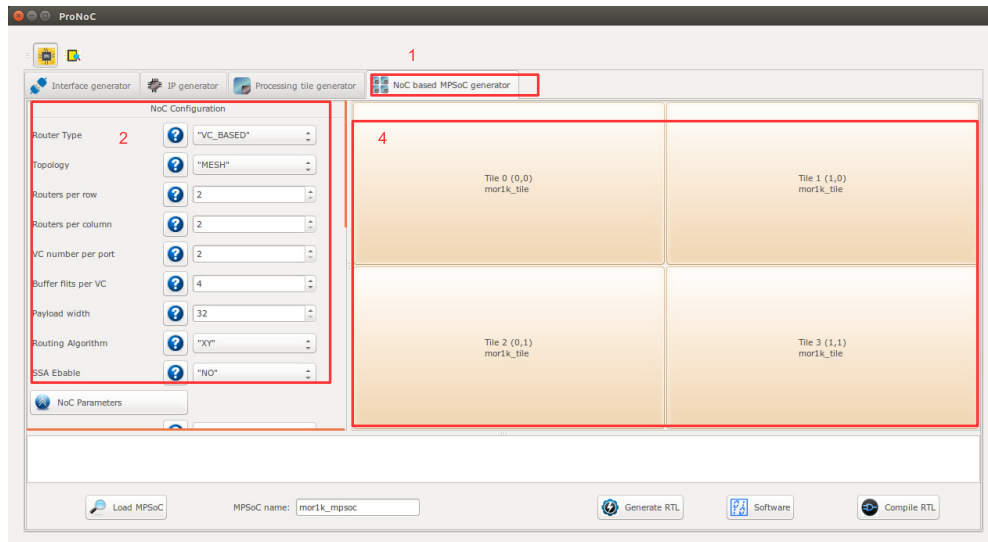 ProNoC
1
Interface generator
IP generator
Processing tile generator
NoC based MPSoC generator
NoC Configuration
2
Router Type
"VC_BASED"
Topology
"MESH"
Routers per row
2
Routers per column
2
VC number per port
2
Buffer flits per VC
4
Payload width
32
Routing Algorithm
"XY"
SSA Ebable
"NO"
NoC Parameters
4
Tile 0 (0,0)
mor1k_tile
Tile 1 (1,0)
mor1k_tile
Tile 2 (0,1)
mor1k_tile
Tile 3 (1,1)
mor1k_tile
Load MPSoC
MPSoC name:
mor1k_mpsoc
Generate RTL
Software
Compile RTL